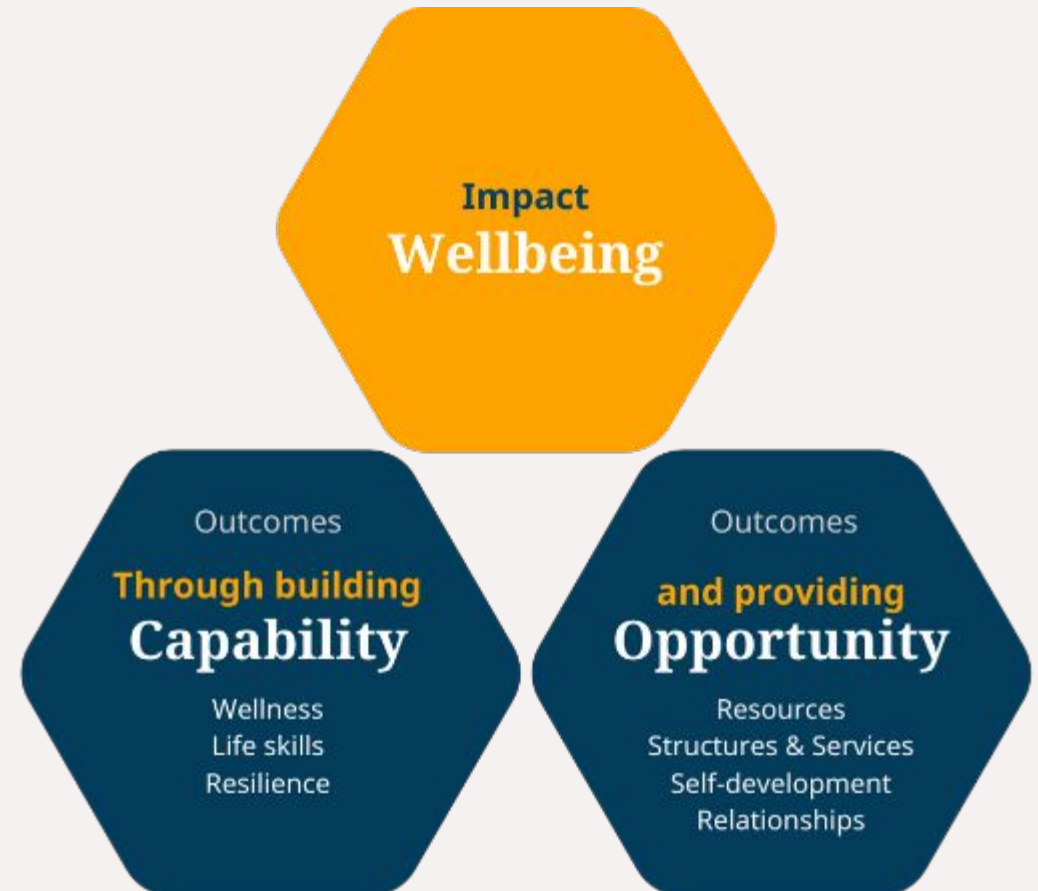 Impact
Wellbeing
Outcomes
Through building
Capability
Wellness
Life skills
Resilience
Outcomes
and providing
Opportunity
Resources
Structures & Services
Self-development
Relationships